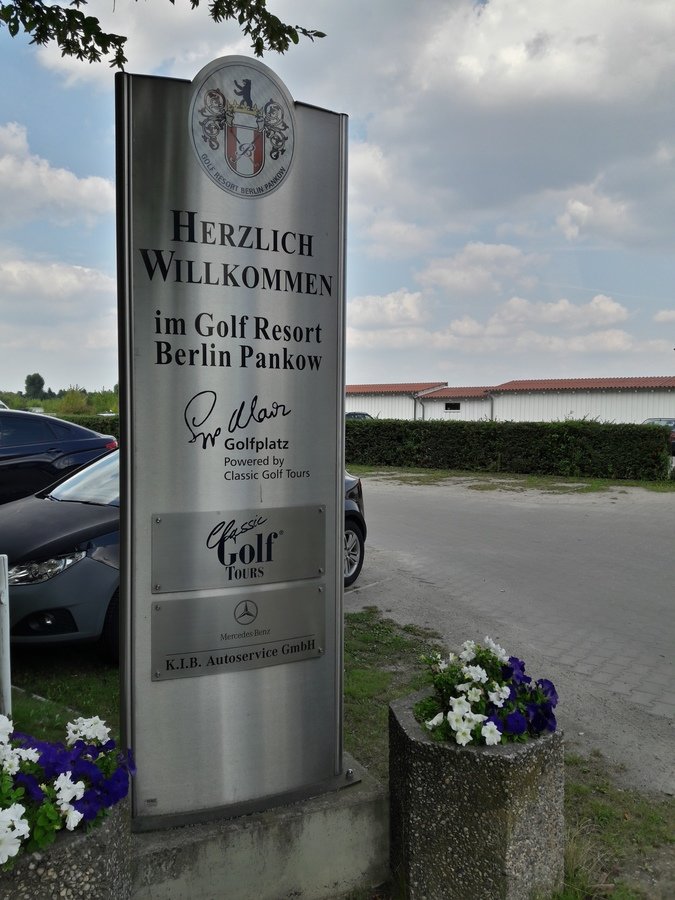 GOLF RESORT BERLIN PANKOW
HERZLICH
WILLKOMMEN
im Golf Resort
Berlin Pankow
Golfplatz
Powered by
Classic Golf Tours
Classic
Golf®
TOURS
Mercedes-Benz
K.I.B. Autoservice GmbH